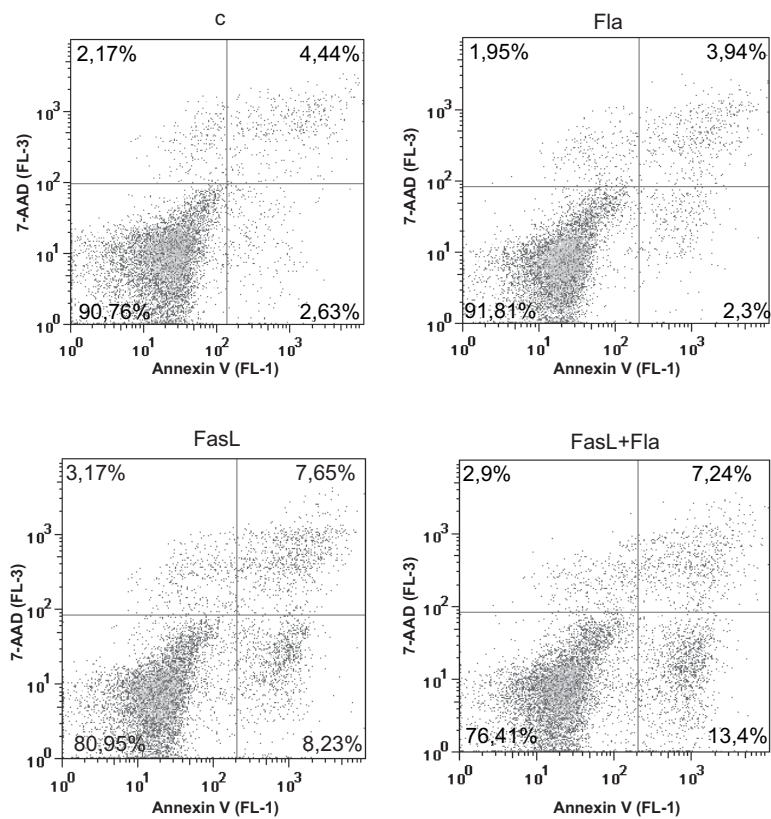 c
2,17% 4,44%
10³
10²
10¹
90,76% 2,63%
10⁰
10⁰ 10¹ 10² 10³
7-AAD (FL-3)
Annexin V (FL-1)
Fla
1,95% 3,94%
10³
10²
10¹
91,81% 2,3%
10⁰
10⁰ 10¹ 10² 10³
7-AAD (FL-3)
Annexin V (FL-1)
FasL
3,17% 7,65%
10³
10²
10¹
80,95% 8,23%
10⁰
10⁰ 10¹ 10² 10³
7-AAD (FL-3)
Annexin V (FL-1)
FasL+Fla
2,9% 7,24%
10³
10²
10¹
76,41% 13,4%
10⁰
10⁰ 10¹ 10² 10³
7-AAD (FL-3)
Annexin V (FL-1)